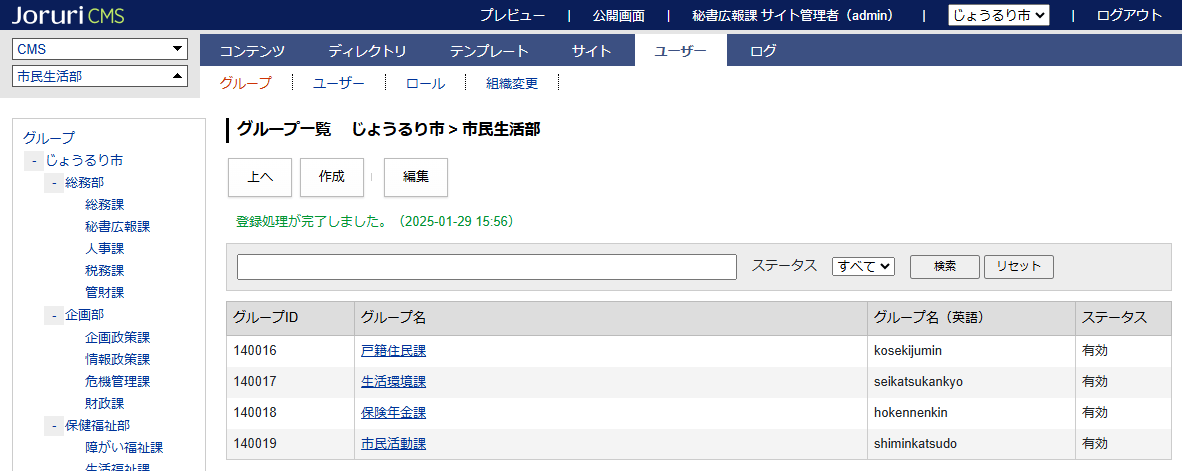 Joruri CMS
プレビュー | 公開画面 | 秘書広報課 サイト管理者（admin） | じょうるり市 | ログアウト
CMS
市民生活部
コンテンツ ディレクトリ テンプレート サイト ユーザー ログ
グループ ユーザー ロール 組織変更
グループ
- じょうるり市
- 総務部
総務課
秘書広報課
人事課
税務課
管財課
- 企画部
企画政策課
情報政策課
危機管理課
財政課
- 保健福祉部
障がい福祉課
生活福祉課
グループ一覧 じょうるり市 > 市民生活部
上へ 作成 | 編集
登録処理が完了しました。（2025-01-29 15:56）
ステータス すべて 検索 リセット
グループID グループ名 グループ名（英語） ステータス
140016 戸籍住民課 kosekijumin 有効
140017 生活環境課 seikatsukankyo 有効
140018 保険年金課 hokennenkin 有効
140019 市民活動課 shiminkatsudo 有効